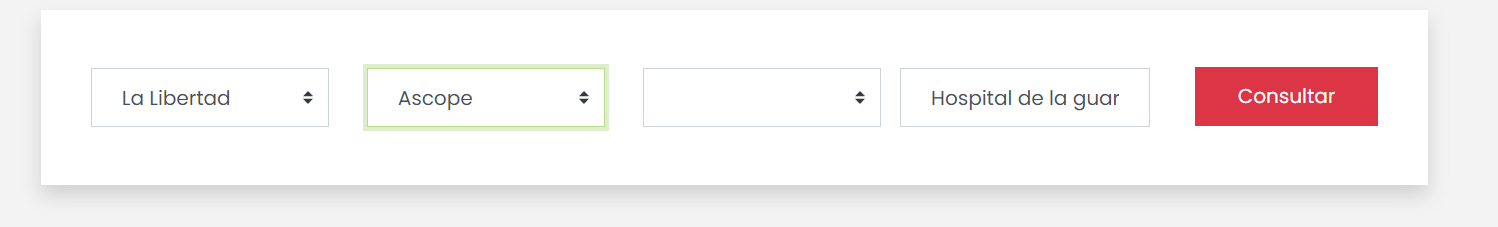 La Libertad
Ascope
Hospital de la guar
Consultar